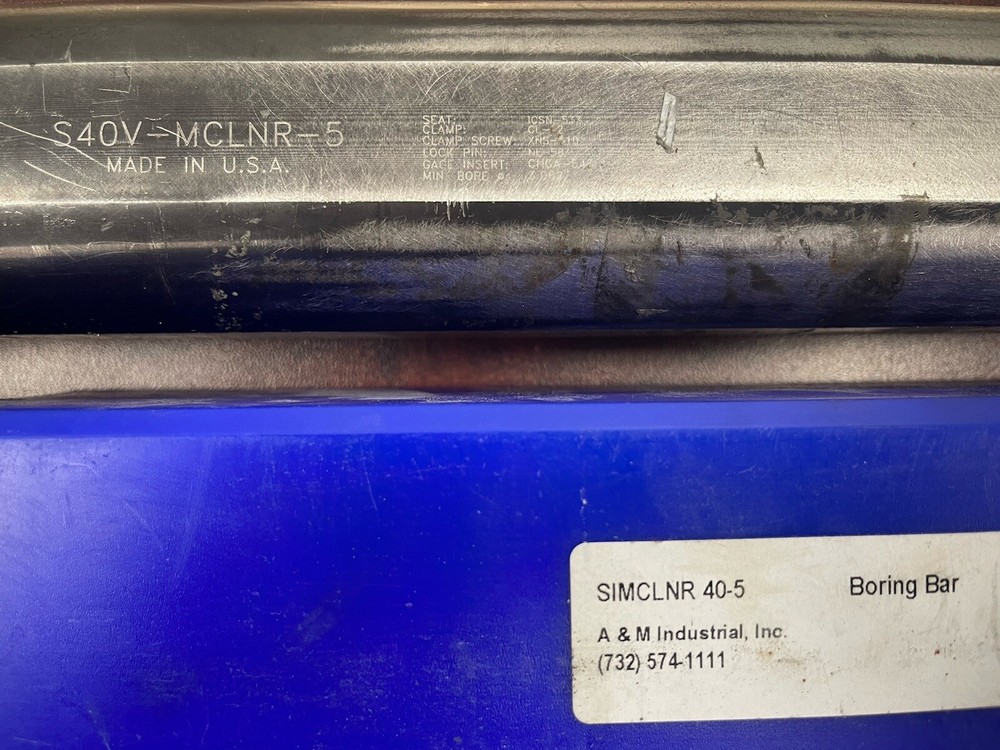 S40V-MCLNR-5
MADE IN U.S.A.
SEAT:
CLAMP:
CLAMP SCREW:
LOCK PIN:
GAGE INSERT:
MIN BORE
SIMCLNR 40-5 Boring Bar
A & M Industrial, Inc.
(732) 574-1111